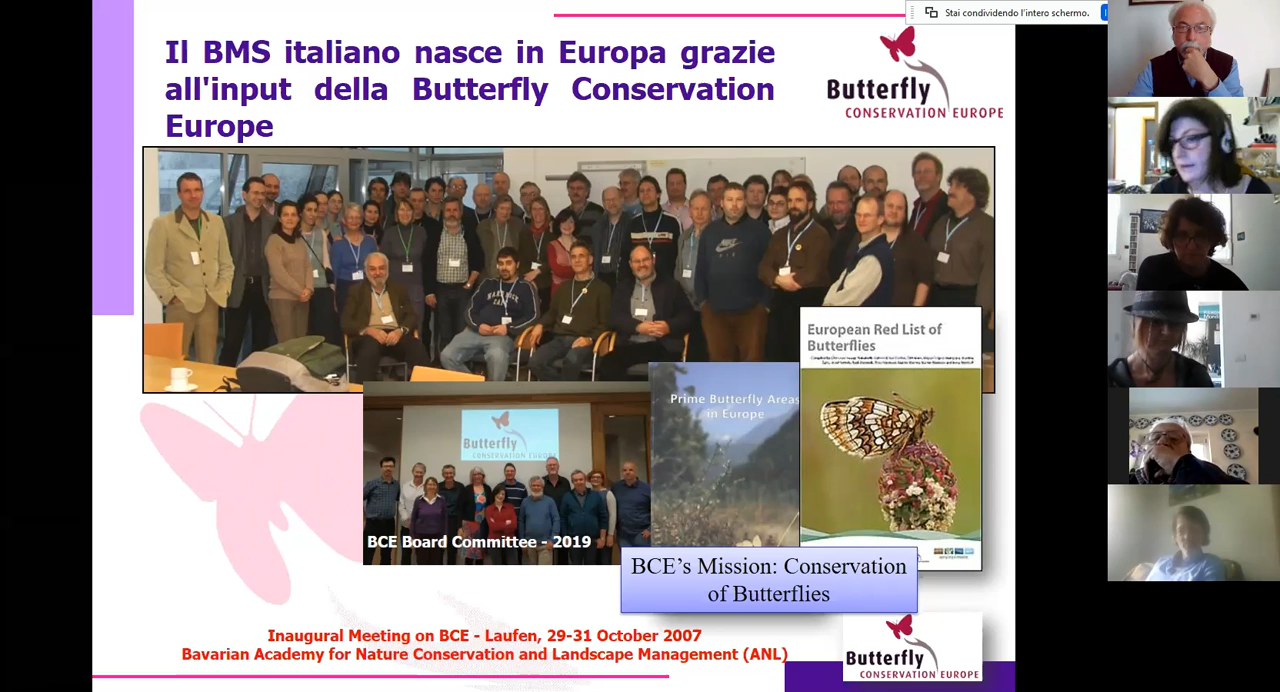 Stai condividendo l'intero schermo.
Il BMS italiano nasce in Europa grazie
all'input della Butterfly Conservation
Europe
Butterfly
CONSERVATION EUROPE
NIKE
European Red List of
Butterflies
Prime Butterfly Areas
in Europe
Butterfly
CONSERVATION EUROPE
BCE Board Committee - 2019
BCE's Mission: Conservation
of Butterflies
Inaugural Meeting on BCE - Laufen, 29-31 October 2007
Bavarian Academy for Nature Conservation and Landscape Management (ANL)
Butterfly
CONSERVATION EUROPE